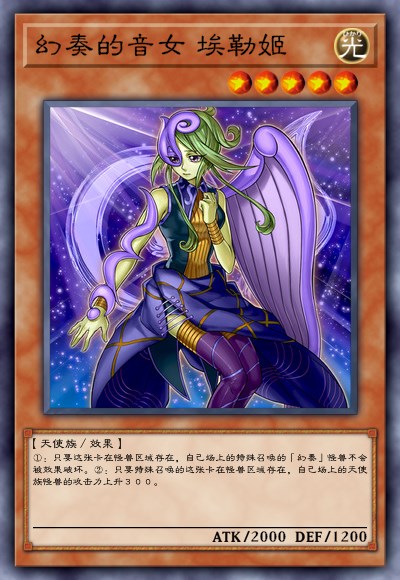 幻奏的音女 埃勒姬
光
【天使族／效果】
①：只要这张卡在怪兽区域存在，自己场上的特殊召唤的「幻奏」怪兽不会
被效果破坏。②：只要特殊召唤的这张卡在怪兽区域存在，自己场上的天使
族怪兽的攻击力上升３００。
ATK/2000 DEF/1200